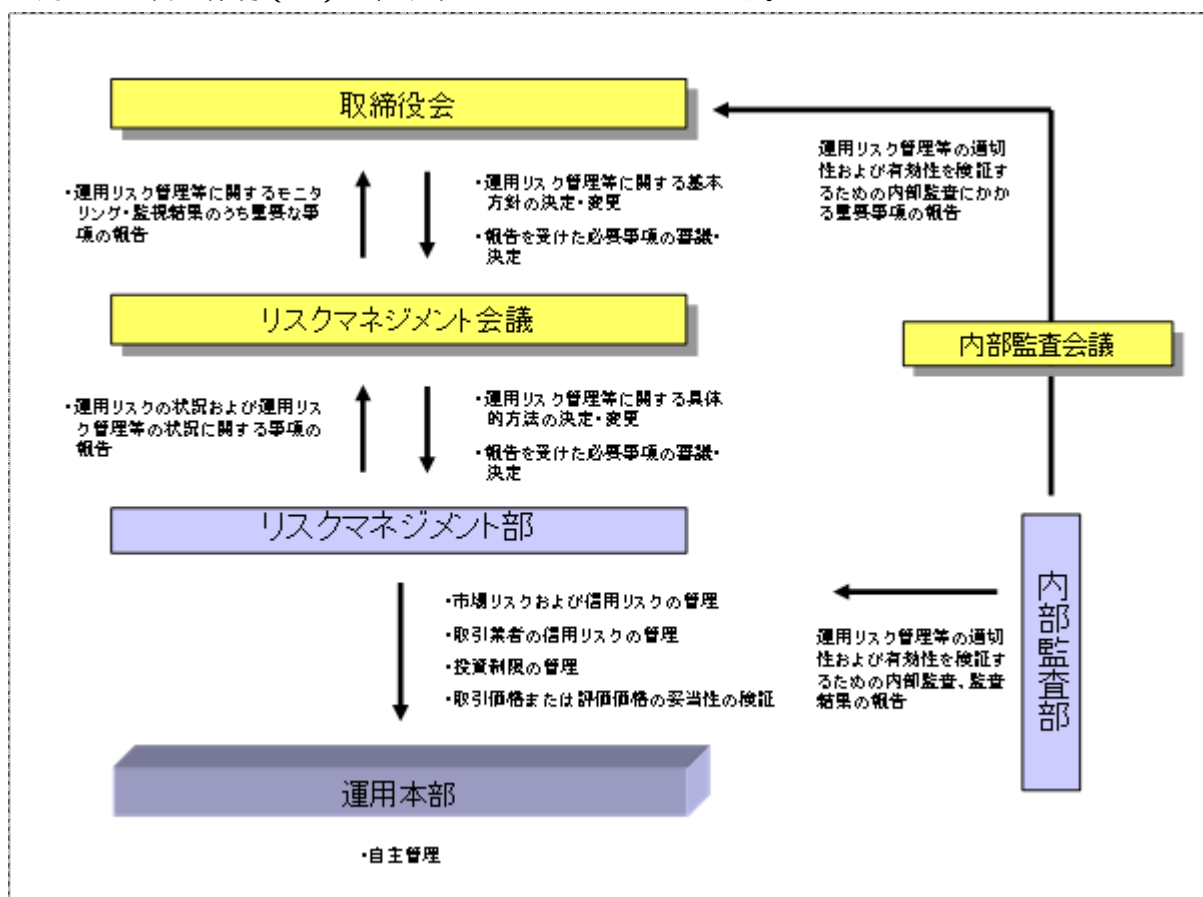 取締役会
運用リスク管理等の適切
性および有効性を検証す
るための内部監査にかか
る重要事項の報告
・運用リスク管理等に関するモニタ
リング・監視結果のうち重要な事
項の報告
・運用リスク管理等に関する基本
方針の決定・変更
・報告を受けた必要事項の審議・
決定
リスクマネジメント会議
内部監査会議
・運用リスクの状況および運用リス
ク管理等の状況に関する事項の
報告
・運用リスク管理等に関する具体
的方法の決定・変更
・報告を受けた必要事項の審議・
決定
リスクマネジメント部
内部監査部
・市場リスクおよび信用リスクの管理
・取引業者の信用リスクの管理
・投資制限の管理
・取引価格または評価価格の妥当性の検証
運用リスク管理等の適切
性および有効性を検証す
るための内部監査、監査
結果の報告
運用本部
・自主管理